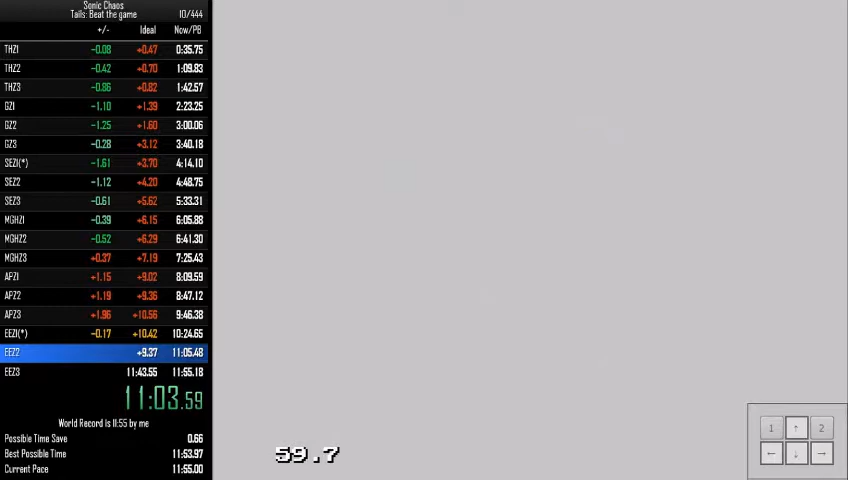 Sonic Chaos
Tails: Beat the game 10/444
+/- Ideal Now/PB
THZ1 -0.08 +0.47 0:35.75
THZ2 -0.42 +0.70 1:09.83
THZ3 -0.86 +0.82 1:42.57
GZ1 -1.10 +1.39 2:23.25
GZ2 -1.25 +1.60 3:00.06
GZ3 -0.28 +3.12 3:40.18
SEZ1(*) -1.61 +3.70 4:14.10
SEZ2 -1.12 +4.20 4:48.75
SEZ3 -0.61 +5.62 5:33.31
MGHZ1 -0.39 +6.15 6:05.88
MGHZ2 -0.52 +6.29 6:41.30
MGHZ3 +0.37 +7.19 7:25.43
APZ1 +1.15 +9.02 8:09.59
APZ2 +1.19 +9.36 8:47.12
APZ3 +1.96 +10.56 9:46.38
EEZ1(*) -0.17 +10.42 10:24.65
EEZ2 +9.37 11:05.48
EEZ3 11:43.55 11:55.18
11:03.59
World Record is 11:55 by me
Possible Time Save 0.66
Best Possible Time 11:53.97
Current Pace 11:55.00
59.7
1 ↑ 2
← ↓ →